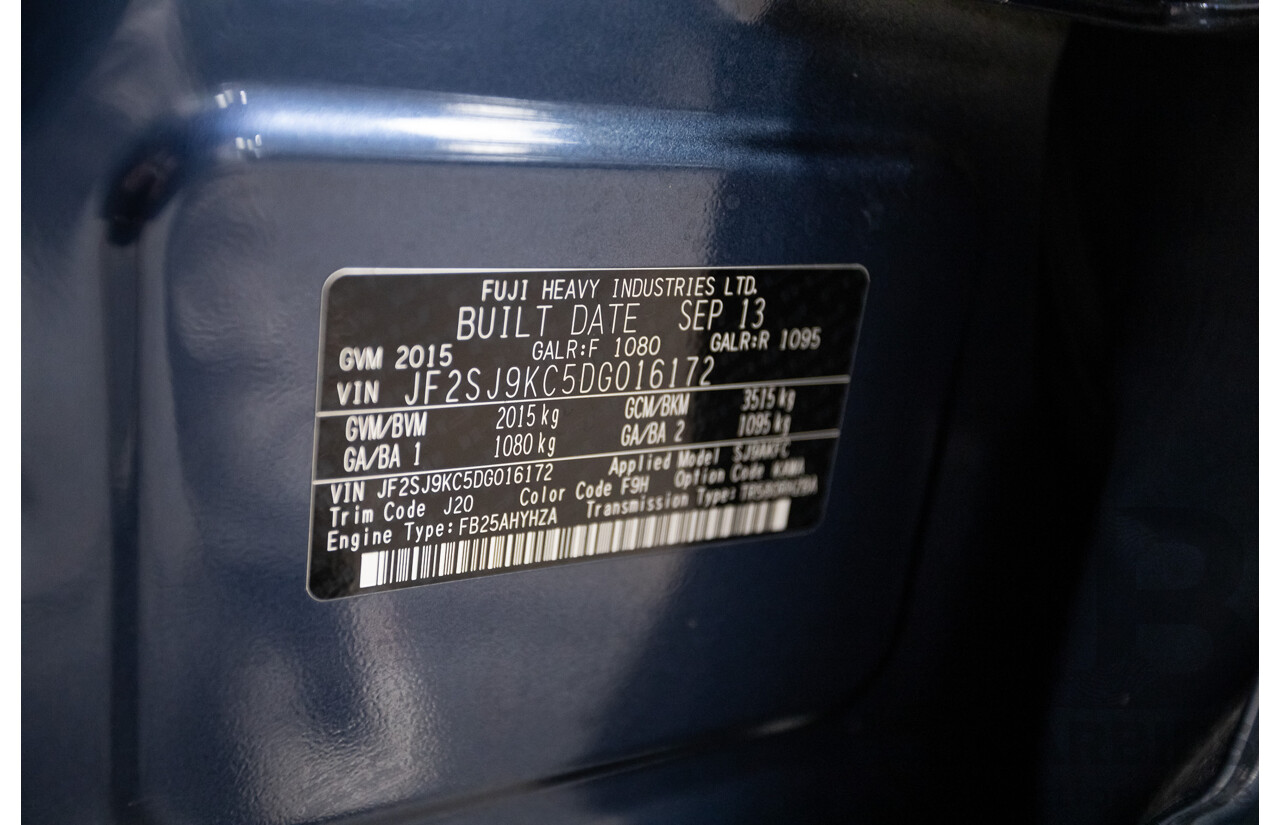 FUJI HEAVY INDUSTRIES LTD.
BUILT DATE SEP 13
GVM 2015 GALR:F 1080 GALR:R 1095
VIN JF2SJ9KC5DG016172
GVM/BVM 2015 kg GCM/BKM 3515 kg
GA/BA 1 1080 kg GA/BA 2 1095 kg
VIN JF2SJ9KC5DG016172 Applied Model
Trim Code J20 Color Code F9H Option Code
Engine Type: FB25AHYHZA Transmission Type: